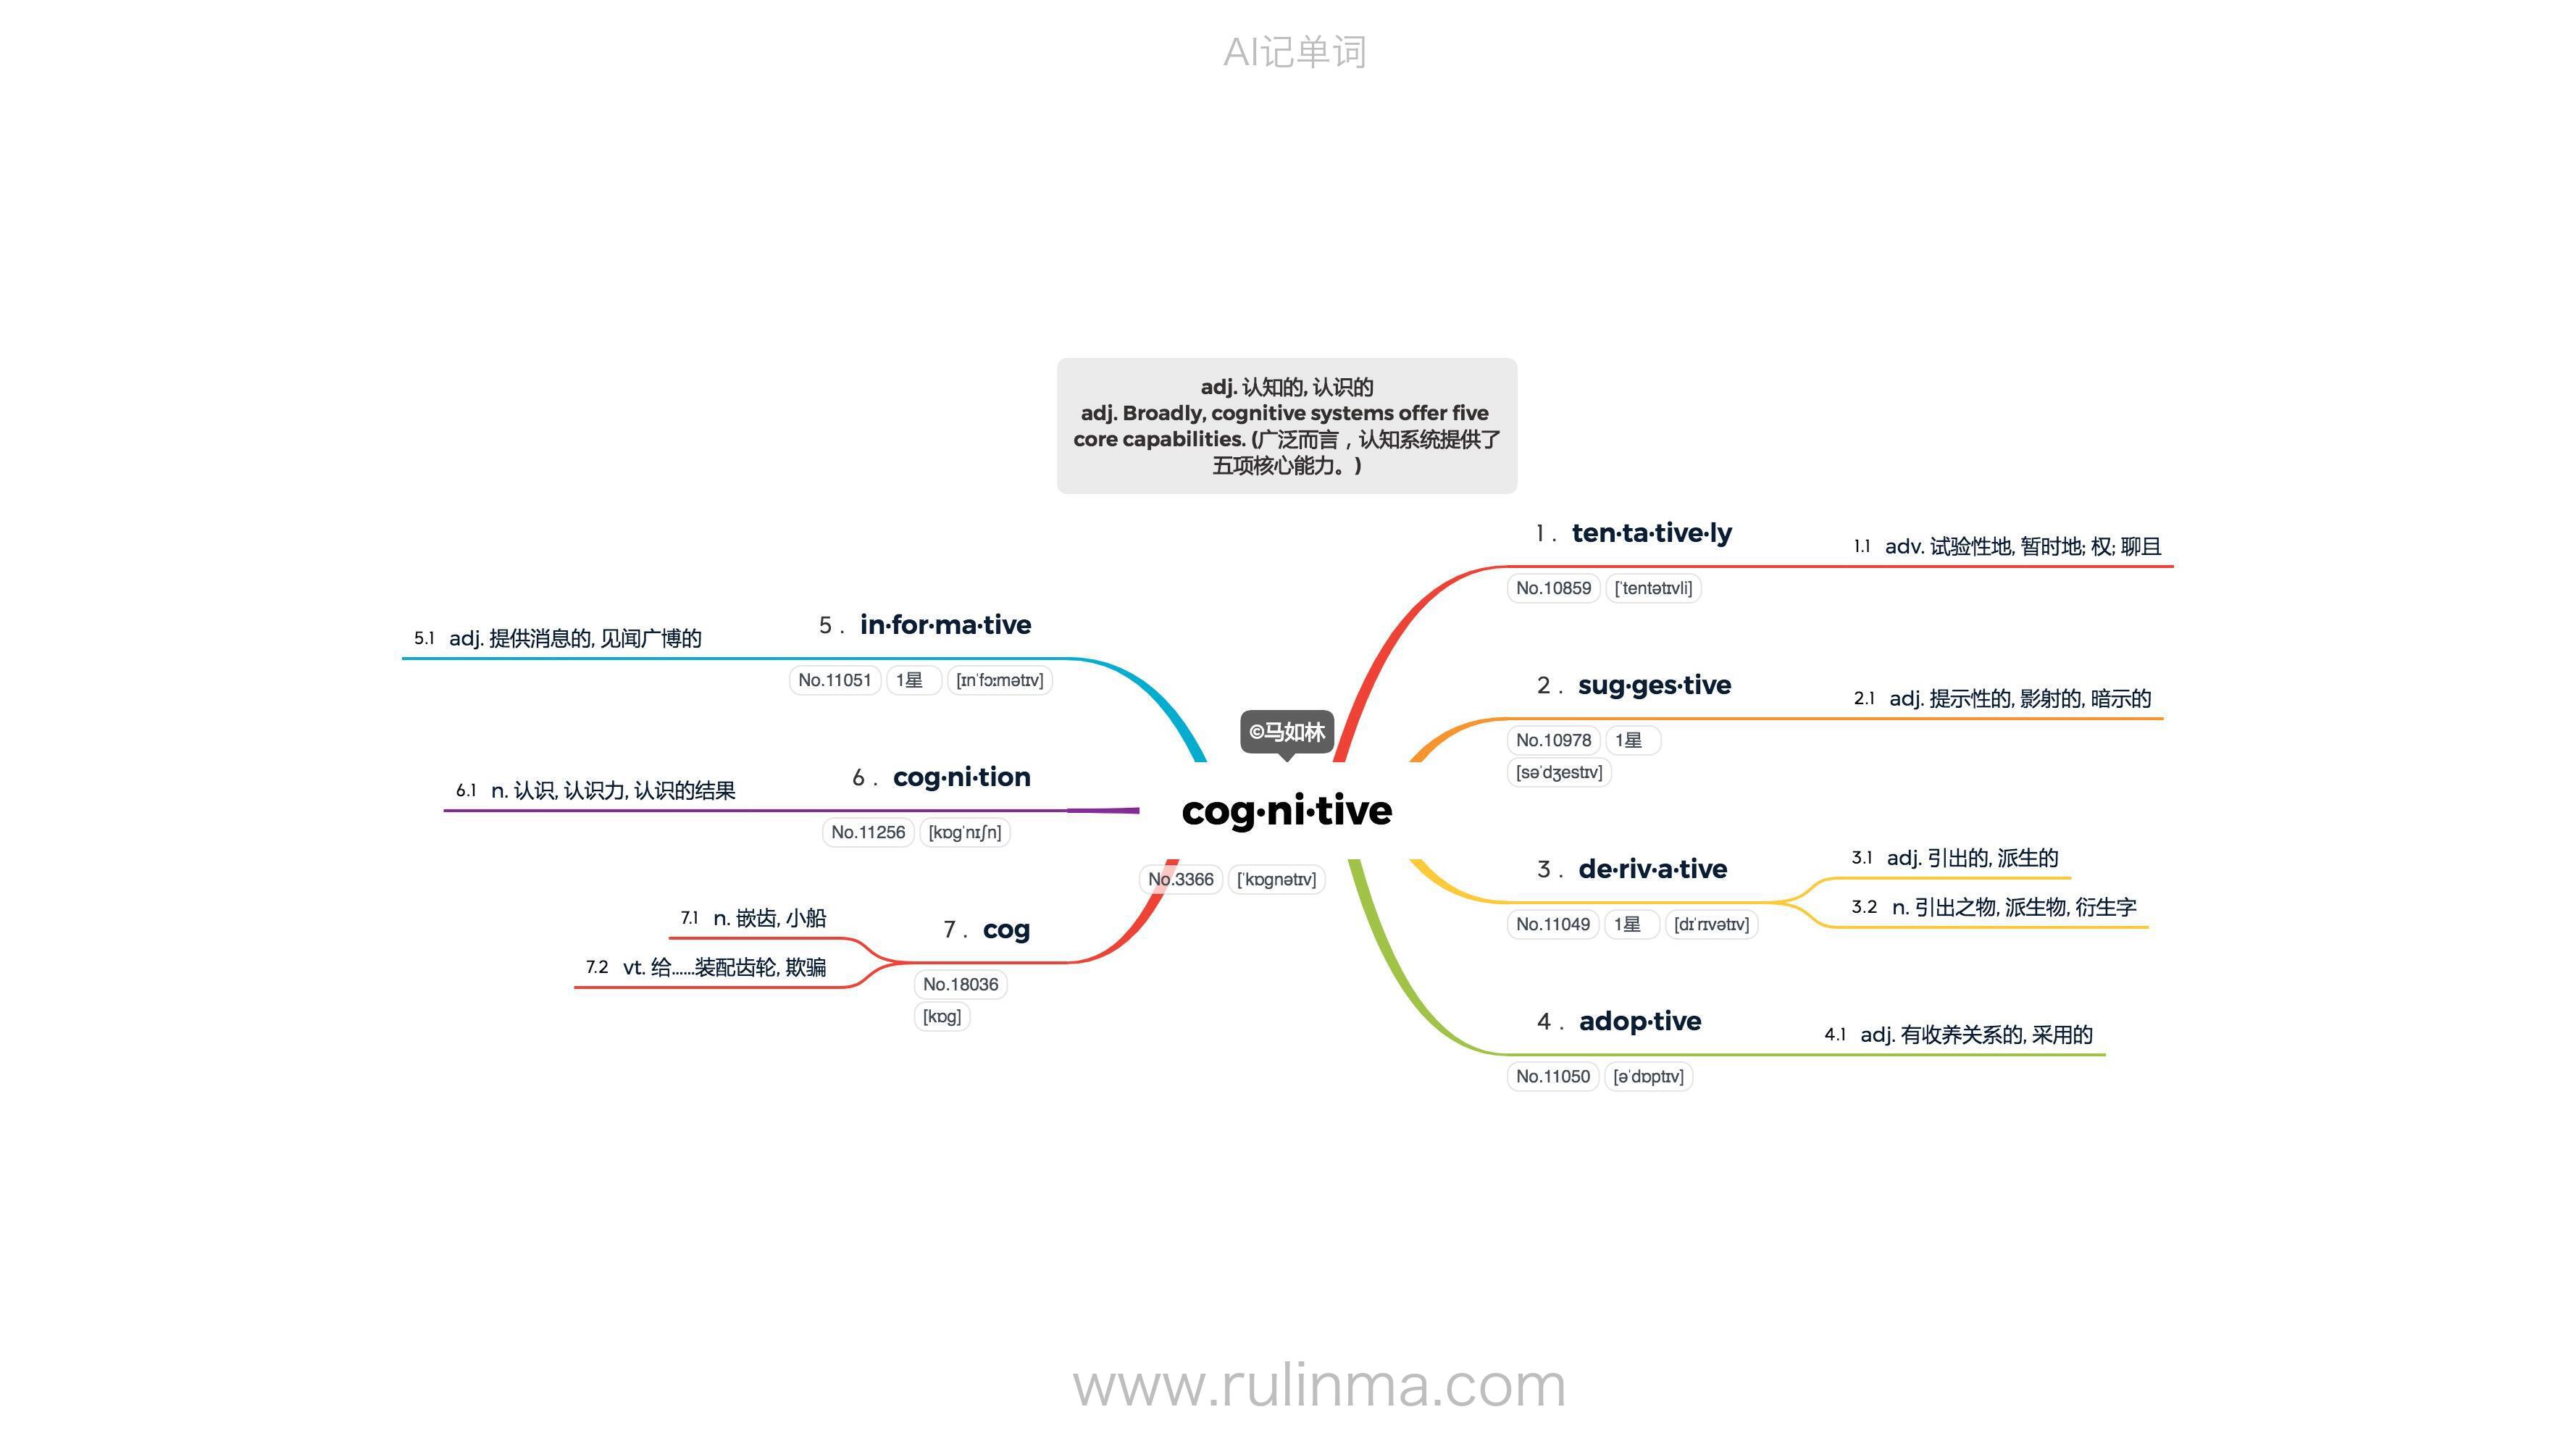 AI记单词
adj. 认知的, 认识的
adj. Broadly, cognitive systems offer five
core capabilities. (广泛而言，认知系统提供了
五项核心能力。)
©马如林
cog·ni·tive
No.3366 [ˈkɒgnətɪv]
1. ten·ta·tive·ly
No.10859 [ˈtentətɪvli]
1.1 adv. 试验性地, 暂时地; 权; 聊且
2. sug·ges·tive
No.10978 1星
[səˈdʒestɪv]
2.1 adj. 提示性的, 影射的, 暗示的
3. de·riv·a·tive
No.11049 1星 [dɪˈrɪvətɪv]
3.1 adj. 引出的, 派生的
3.2 n. 引出之物, 派生物, 衍生字
4. adop·tive
No.11050 [əˈdɒptɪv]
4.1 adj. 有收养关系的, 采用的
5. in·for·ma·tive
No.11051 1星 [ɪnˈfɔːmətɪv]
5.1 adj. 提供消息的, 见闻广博的
6. cog·ni·tion
No.11256 [kɒgˈnɪʃn]
6.1 n. 认识, 认识力, 认识的结果
7. cog
No.18036
[kɒg]
7.1 n. 嵌齿, 小船
7.2 vt. 给......装配齿轮, 欺骗
www.rulinma.com